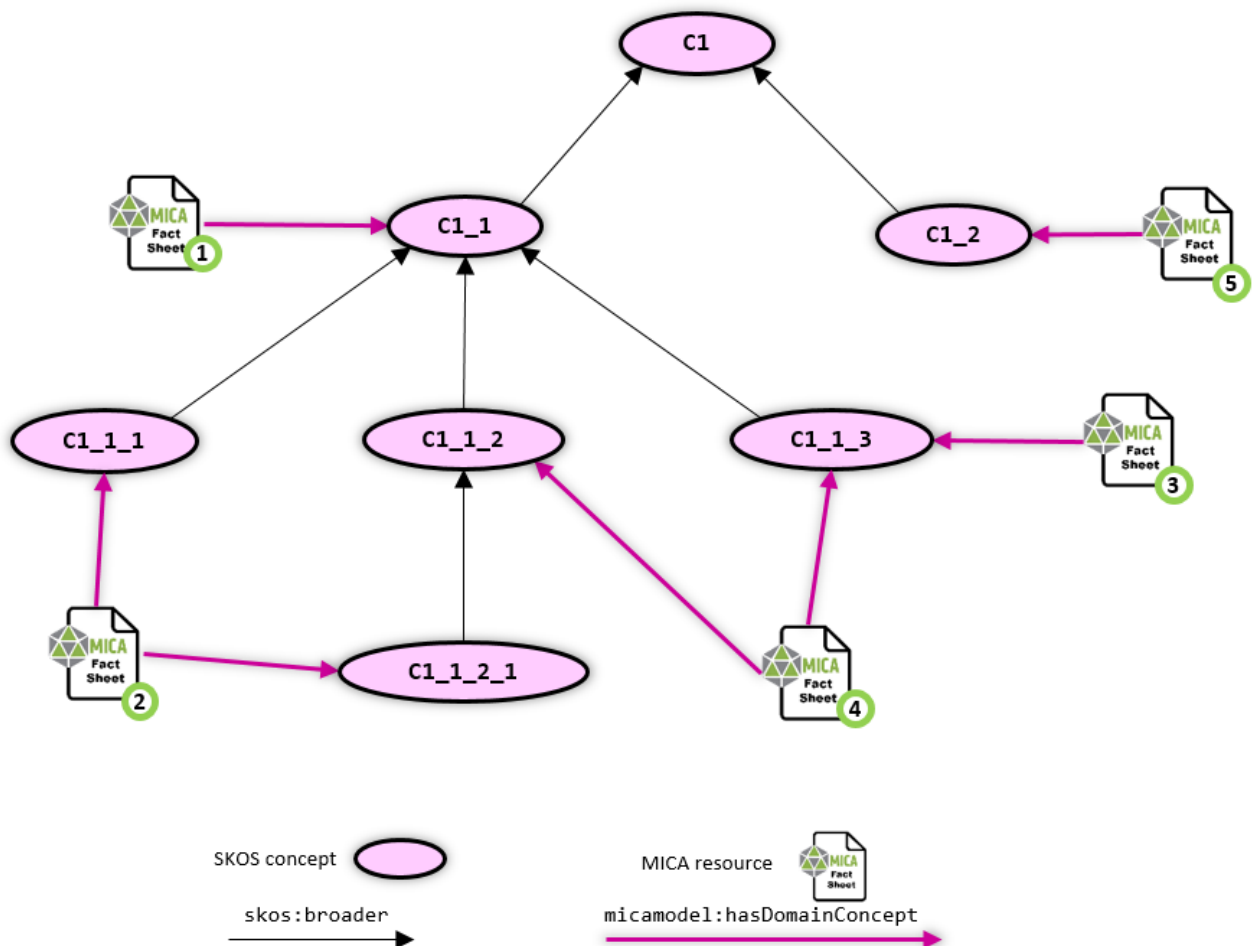 C1
MICA
Fact
Sheet
1
C1_1
C1_2
MICA
Fact
Sheet
5
C1_1_1
C1_1_2
C1_1_3
MICA
Fact
Sheet
3
MICA
Fact
Sheet
2
C1_1_2_1
MICA
Fact
Sheet
4
SKOS concept
MICA resource
MICA
Fact
Sheet
skos:broader
micamodel:hasDomainConcept